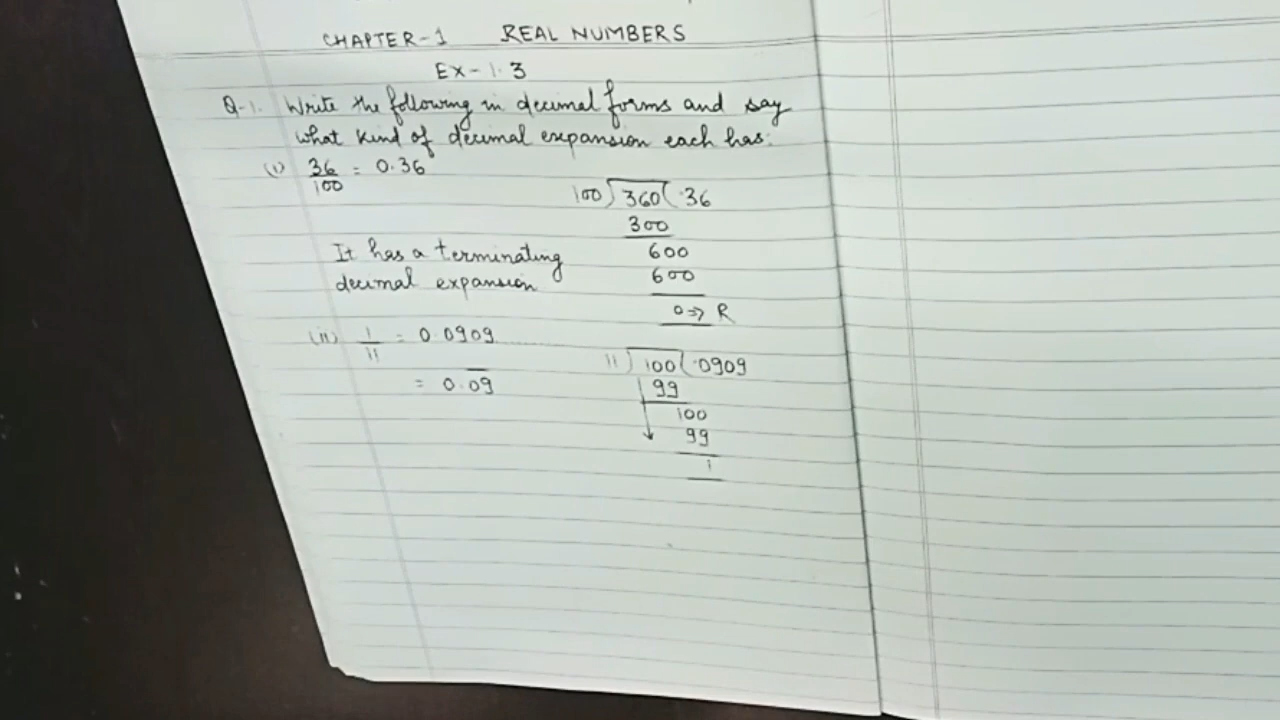 CHAPTER-1 REAL NUMBERS
EX-1.3
Q-1. Write the following in decimal forms and say
what kind of decimal expansion each has:
(i) 36/100 = 0.36
100 ) 360 ( .36
300
600
600
0 ⇒ R
It has a terminating
decimal expansion
(ii) 1/11 = 0.0909
= 0.0̅9̅
11 ) 100 ( .0909
99
100
99
1